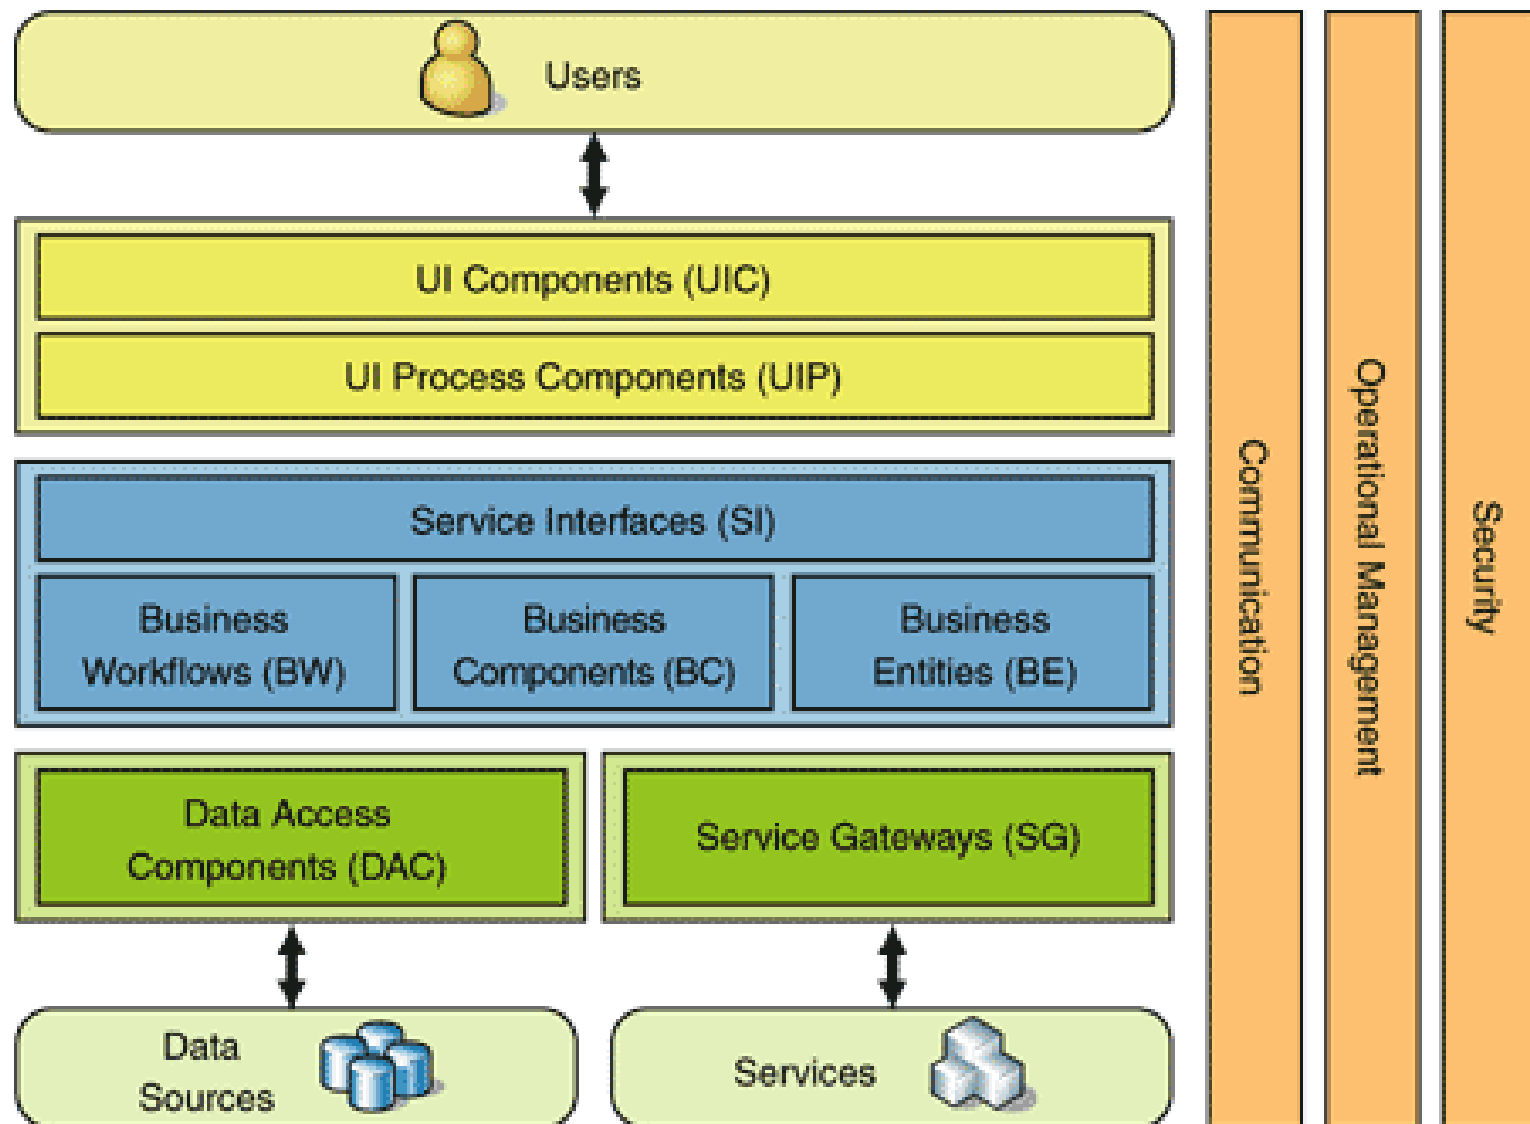 Users
UI Components (UIC)
UI Process Components (UIP)
Service Interfaces (SI)
Business
Workflows (BW)
Business
Components (BC)
Business
Entities (BE)
Data Access
Components (DAC)
Service Gateways (SG)
Data
Sources
Services
Communication
Operational Management
Security